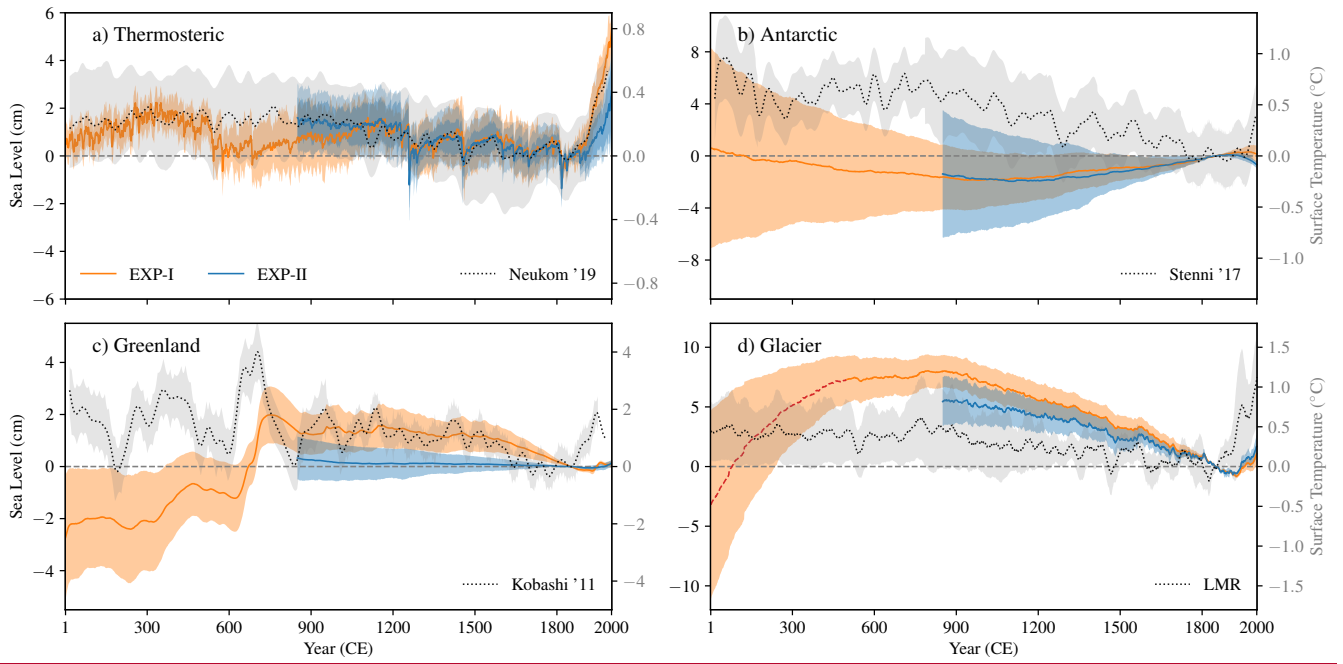 a) Thermosteric
6
4
2
0
−2
−4
−6
Sea Level (cm)
0.8
0.4
0.0
−0.4
−0.8
EXP-I
EXP-II
Neukom ’19
b) Antarctic
8
4
0
−4
−8
1.0
0.5
0.0
−0.5
−1.0
Surface Temperature (°C)
Stenni ’17
c) Greenland
4
2
0
−2
−4
Sea Level (cm)
4
2
0
−2
−4
Kobashi ’11
1 300 600 900 1200 1500 1800 2000
Year (CE)
d) Glacier
10
5
0
−5
−10
1.5
1.0
0.5
0.0
−0.5
−1.0
−1.5
Surface Temperature (°C)
LMR
1 300 600 900 1200 1500 1800 2000
Year (CE)